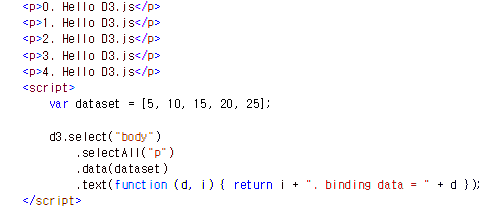 <p>0. Hello D3.js</p>
<p>1. Hello D3.js</p>
<p>2. Hello D3.js</p>
<p>3. Hello D3.js</p>
<p>4. Hello D3.js</p>
<script>
    var dataset = [5, 10, 15, 20, 25];

    d3.select("body")
        .selectAll("p")
        .data(dataset)
        .text(function (d, i) { return i + ". binding data = " + d });
</script>